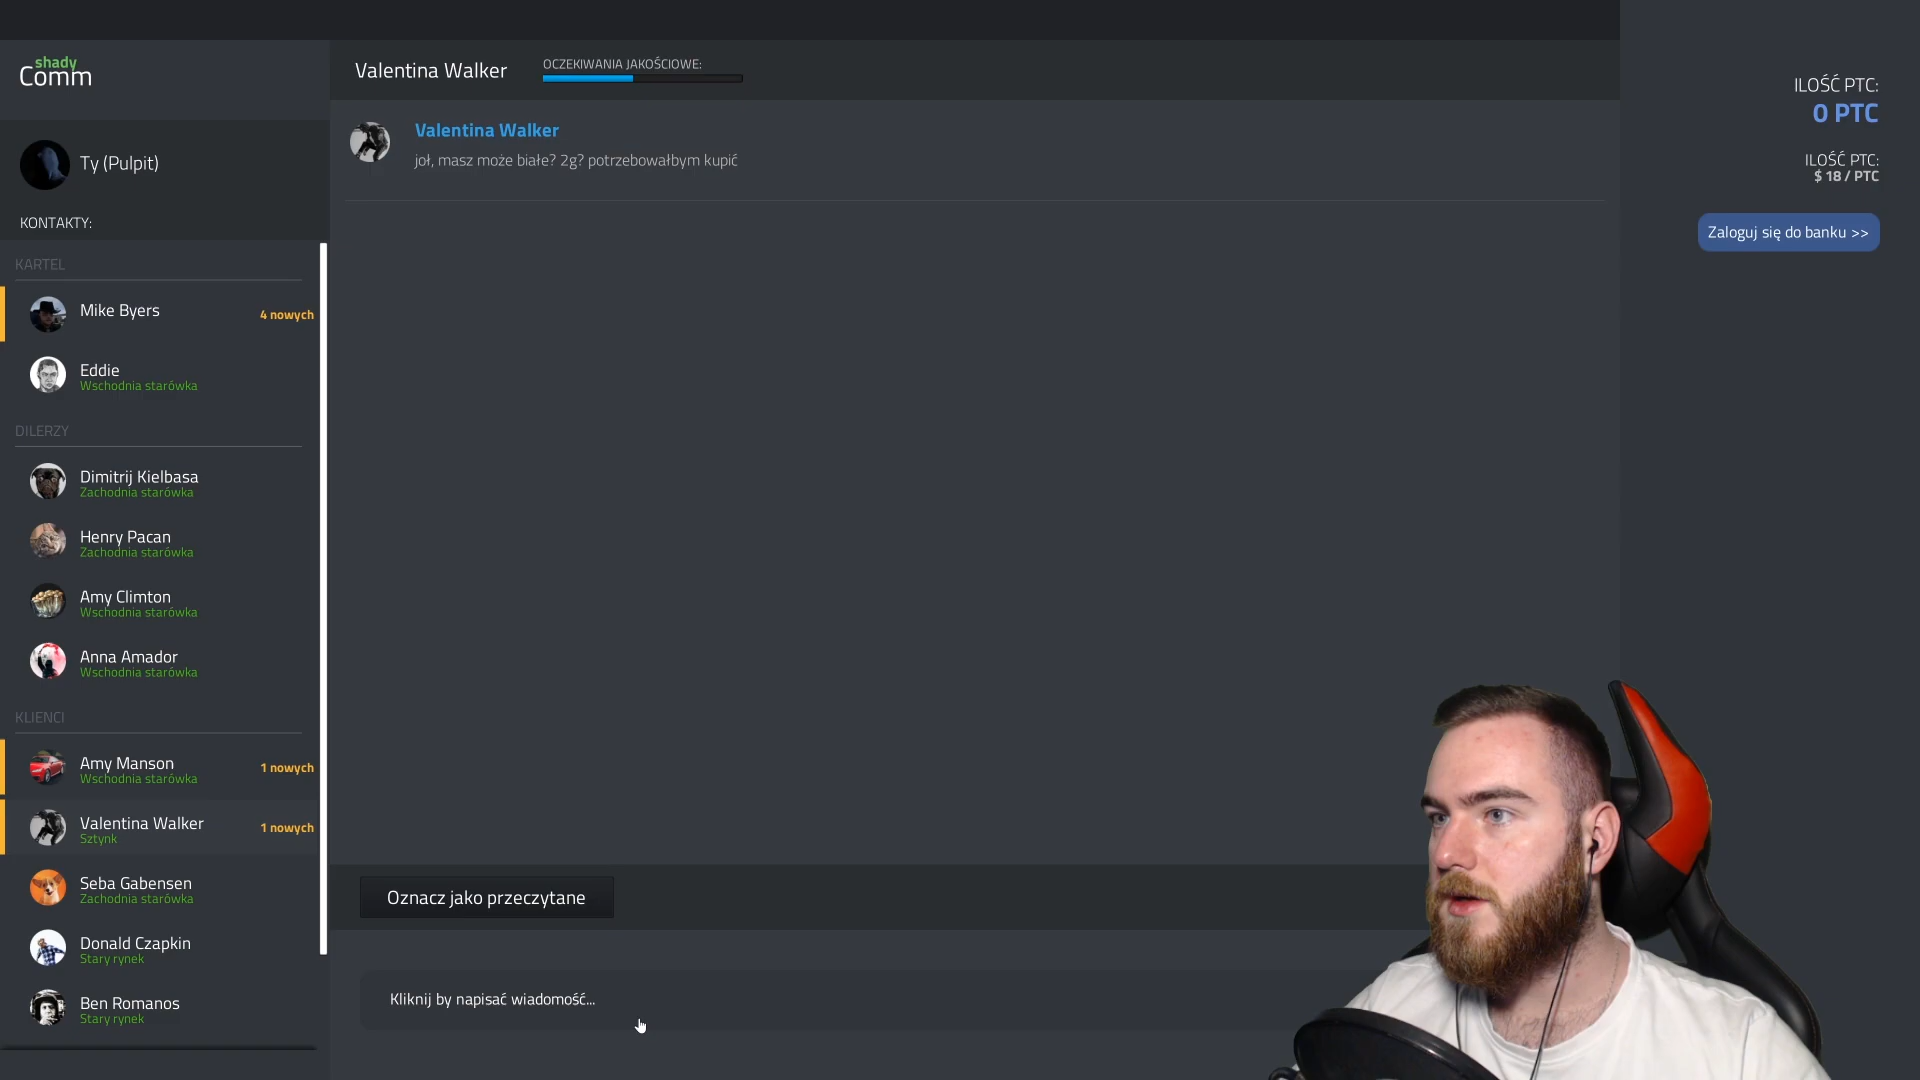 shady
Comm
Ty (Pulpit)
KONTAKTY:
KARTEL
Mike Byers
4 nowych
Eddie
Wschodnia starówka
DILERZY
Dimitrij Kielbasa
Zachodnia starówka
Henry Pacan
Zachodnia starówka
Amy Climton
Wschodnia starówka
Anna Amador
Wschodnia starówka
KLIENCI
Amy Manson
Wschodnia starówka
1 nowych
Valentina Walker
Sztynk
1 nowych
Seba Gabensen
Zachodnia starówka
Donald Czapkin
Stary rynek
Ben Romanos
Stary rynek
Valentina Walker
OCZEKIWANIA JAKOŚCIOWE:
Valentina Walker
joł, masz może białe? 2g? potrzebowałbym kupić
Oznacz jako przeczytane
Kliknij by napisać wiadomość...
ILOŚĆ PTC:
0 PTC
ILOŚĆ PTC:
$ 18 / PTC
Zaloguj się do banku >>